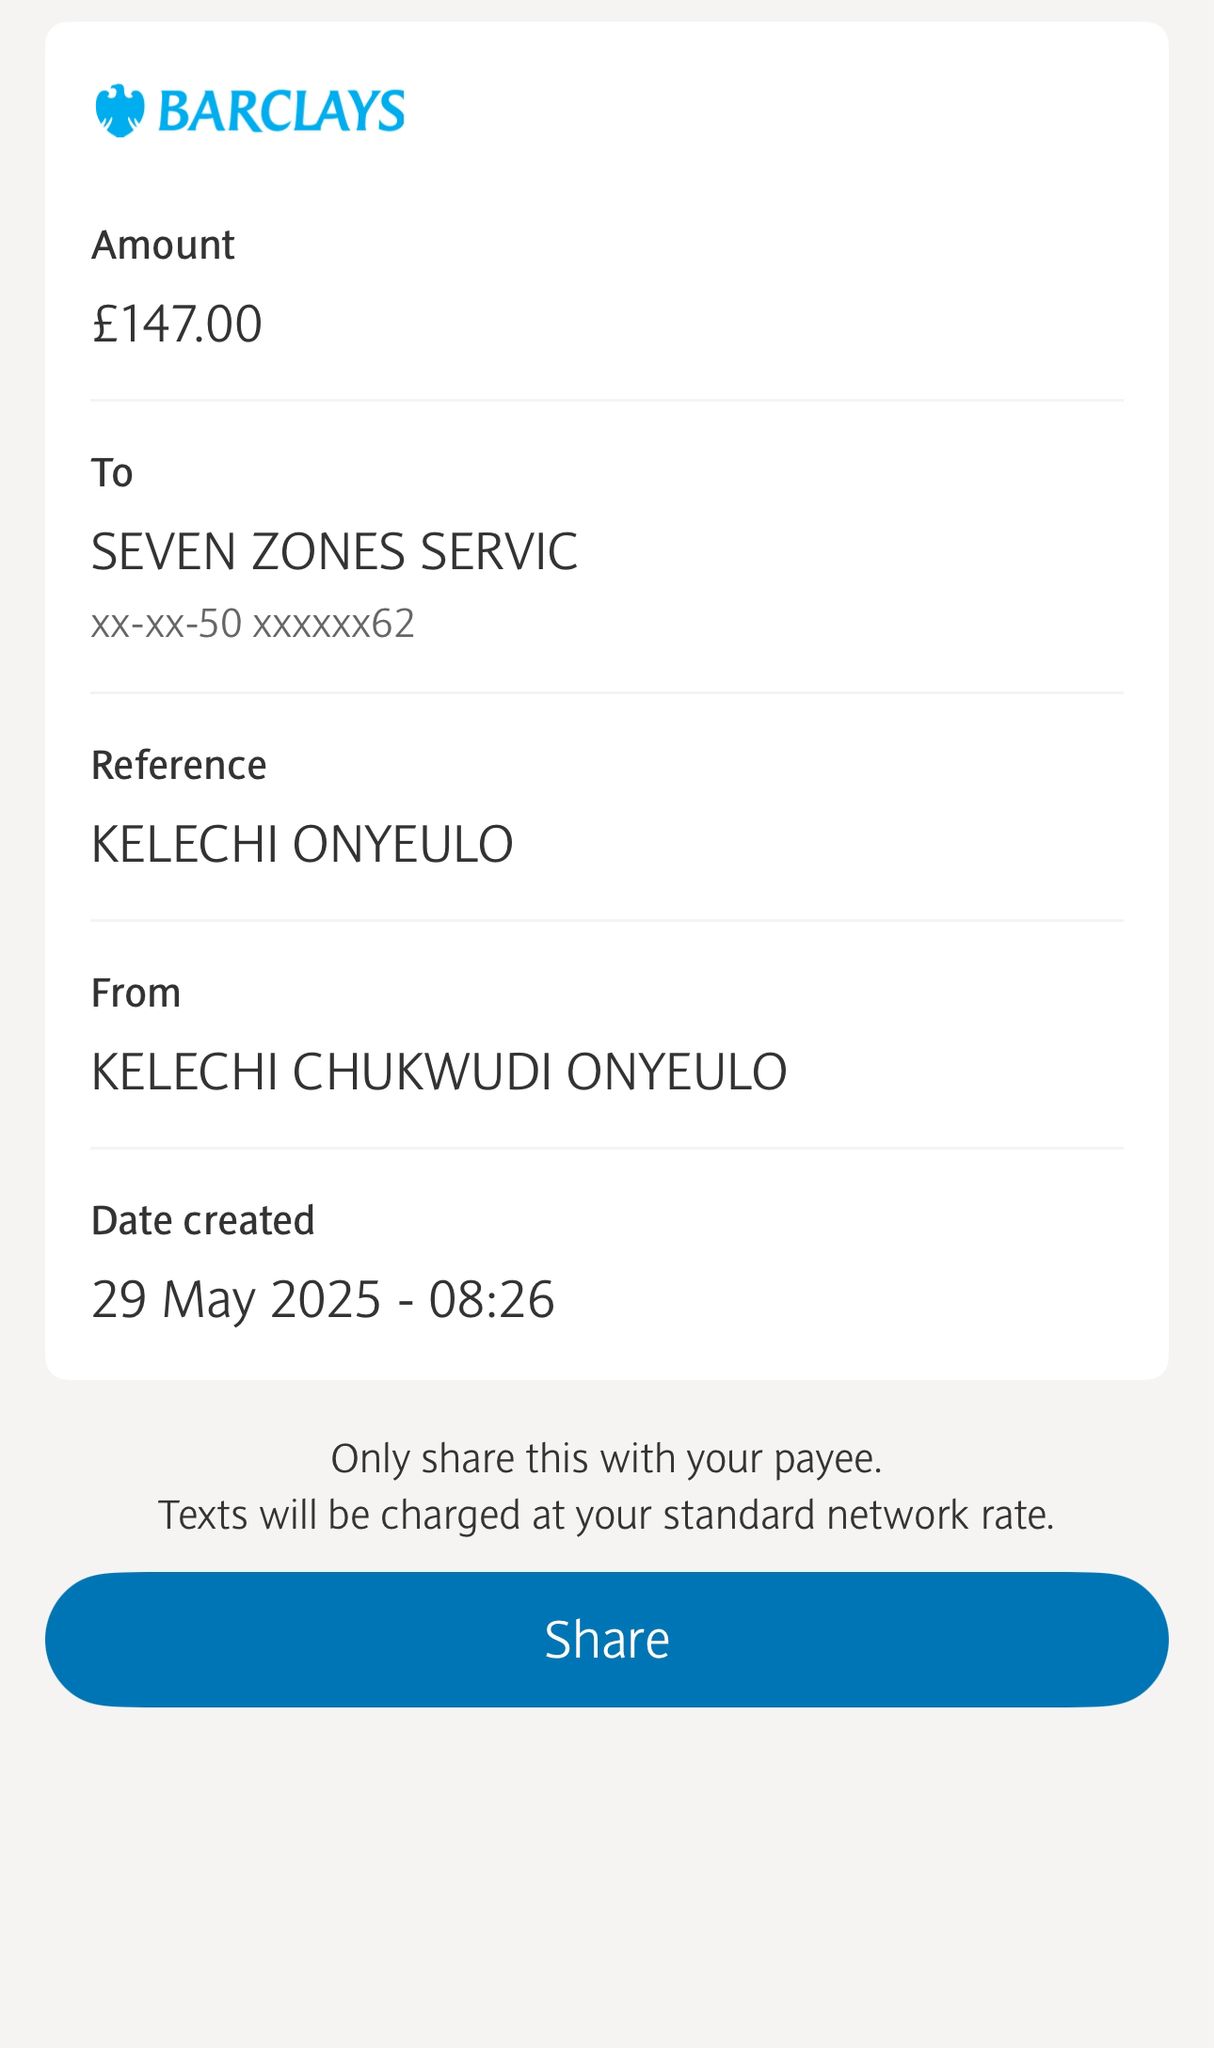 BARCLAYS
Amount
£147.00
To
SEVEN ZONES SERVIC
xx-xx-50 xxxxxx62
Reference
KELECHI ONYEULO
From
KELECHI CHUKWUDI ONYEULO
Date created
29 May 2025 - 08:26
Only share this with your payee.
Texts will be charged at your standard network rate.
Share